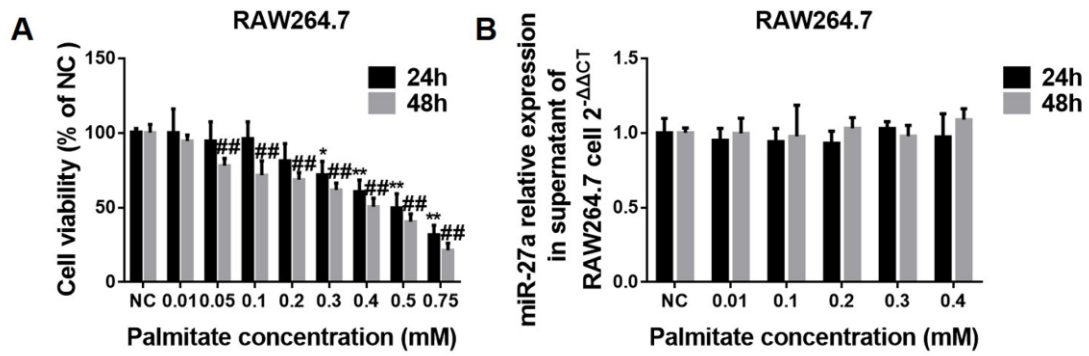 A
RAW264.7
Cell viability (% of NC)
150
100
50
0
24h
48h
##
##
##
*
##
**
##
**
##
**
##
NC 0.01 0.05 0.1 0.2 0.3 0.4 0.5 0.75
Palmitate concentration (mM)
B
RAW264.7
miR-27a relative expression
in supernatant of
RAW264.7 cell 2-ΔΔCT
1.5
1.0
0.5
0.0
24h
48h
NC 0.01 0.1 0.2 0.3 0.4
Palmitate concentration (mM)